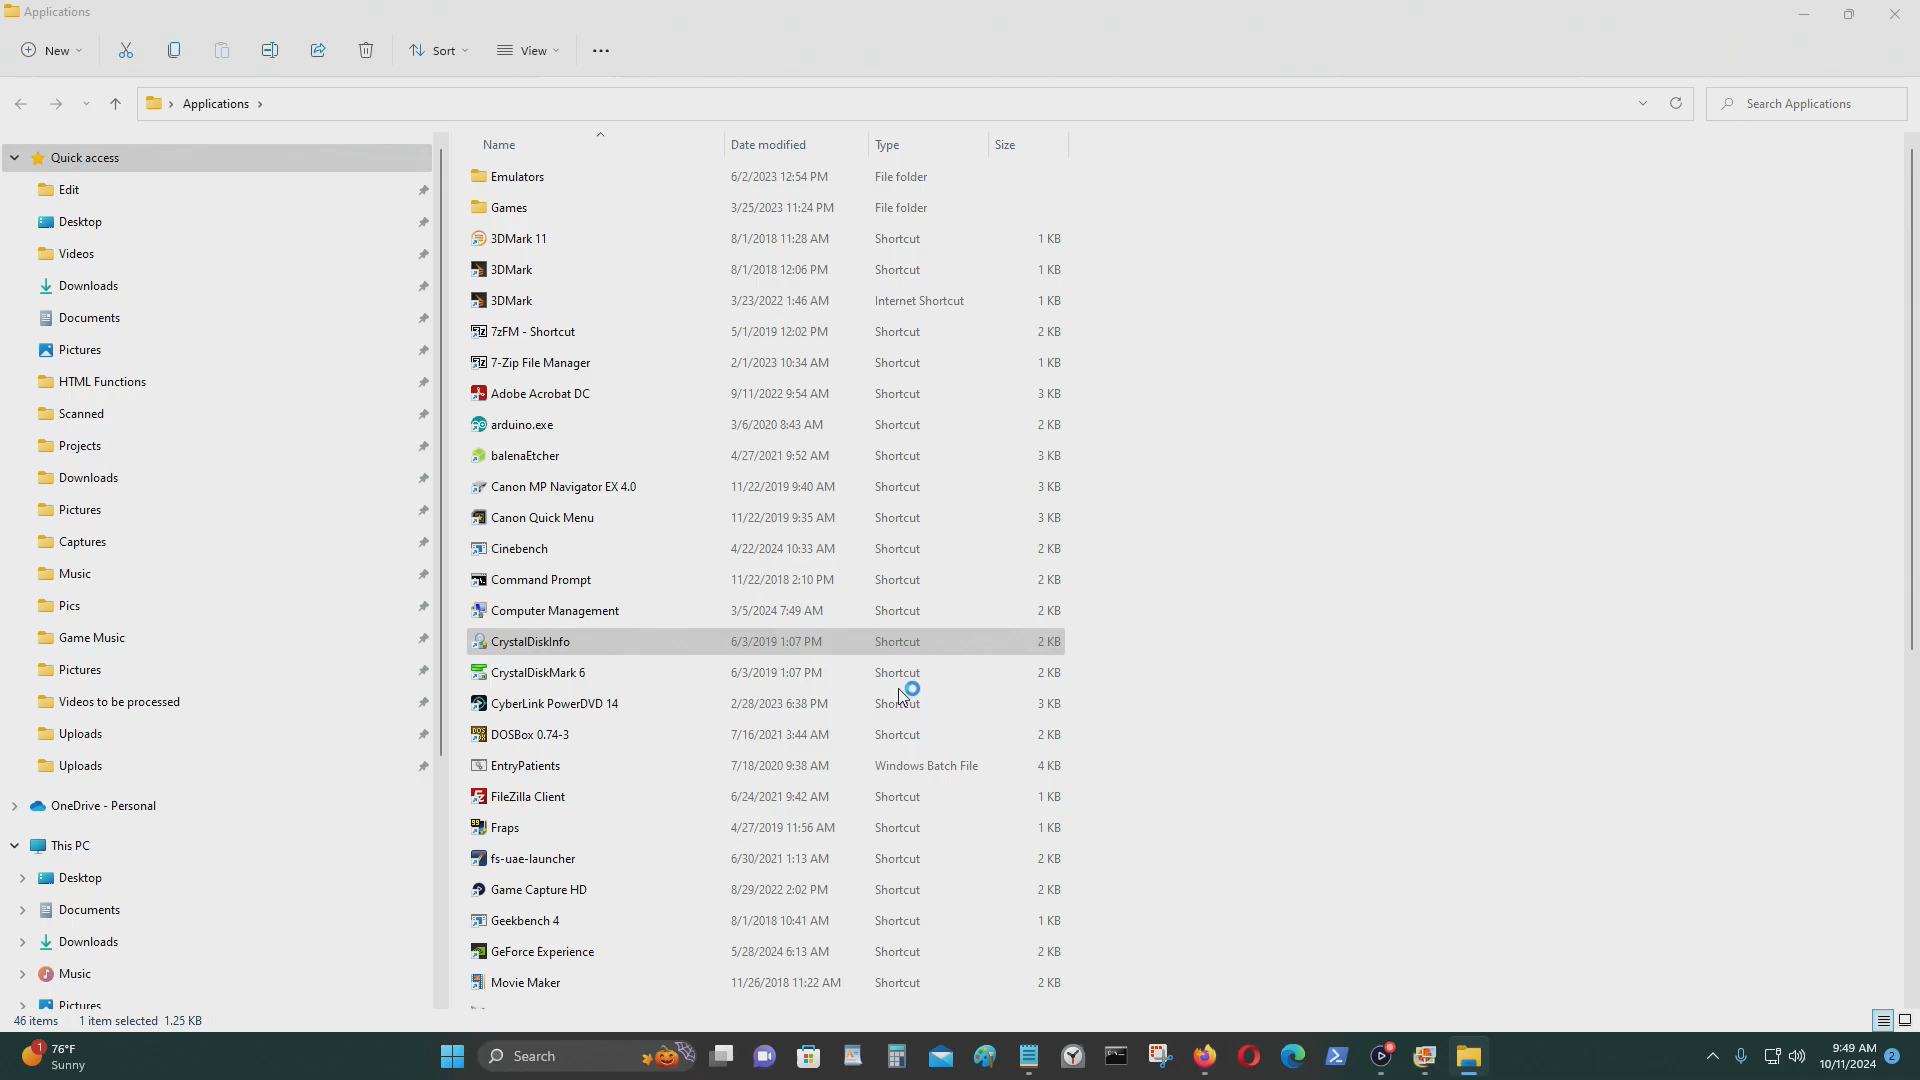 Applications
New
Sort
View
Applications
Search Applications
Name Date modified Type Size
Quick access
Edit
Desktop
Videos
Downloads
Documents
Pictures
HTML Functions
Scanned
Projects
Downloads
Pictures
Captures
Music
Pics
Game Music
Pictures
Videos to be processed
Uploads
Uploads
OneDrive - Personal
This PC
Desktop
Documents
Downloads
Music
Pictures
Emulators 6/2/2023 12:54 PM File folder
Games 3/25/2023 11:24 PM File folder
3DMark 11 8/1/2018 11:28 AM Shortcut 1 KB
3DMark 8/1/2018 12:06 PM Shortcut 1 KB
3DMark 3/23/2022 1:46 AM Internet Shortcut 1 KB
7zFM - Shortcut 5/1/2019 12:02 PM Shortcut 2 KB
7-Zip File Manager 2/1/2023 10:34 AM Shortcut 1 KB
Adobe Acrobat DC 9/11/2022 9:54 AM Shortcut 3 KB
arduino.exe 3/6/2020 8:43 AM Shortcut 2 KB
balenaEtcher 4/27/2021 9:52 AM Shortcut 3 KB
Canon MP Navigator EX 4.0 11/22/2019 9:40 AM Shortcut 3 KB
Canon Quick Menu 11/22/2019 9:35 AM Shortcut 3 KB
Cinebench 4/22/2024 10:33 AM Shortcut 2 KB
Command Prompt 11/22/2018 2:10 PM Shortcut 2 KB
Computer Management 3/5/2024 7:49 AM Shortcut 2 KB
CrystalDiskInfo 6/3/2019 1:07 PM Shortcut 2 KB
CrystalDiskMark 6 6/3/2019 1:07 PM Shortcut 2 KB
CyberLink PowerDVD 14 2/28/2023 6:38 PM Shortcut 3 KB
DOSBox 0.74-3 7/16/2021 3:44 AM Shortcut 2 KB
EntryPatients 7/18/2020 9:38 AM Windows Batch File 4 KB
FileZilla Client 6/24/2021 9:42 AM Shortcut 1 KB
Fraps 4/27/2019 11:56 AM Shortcut 1 KB
fs-uae-launcher 6/30/2021 1:13 AM Shortcut 2 KB
Game Capture HD 8/29/2022 2:02 PM Shortcut 2 KB
Geekbench 4 8/1/2018 10:41 AM Shortcut 1 KB
GeForce Experience 5/28/2024 6:13 AM Shortcut 2 KB
Movie Maker 11/26/2018 11:22 AM Shortcut 2 KB
46 items 1 item selected 1.25 KB
1
76°F
Sunny
Search
9:49 AM
10/11/2024
2